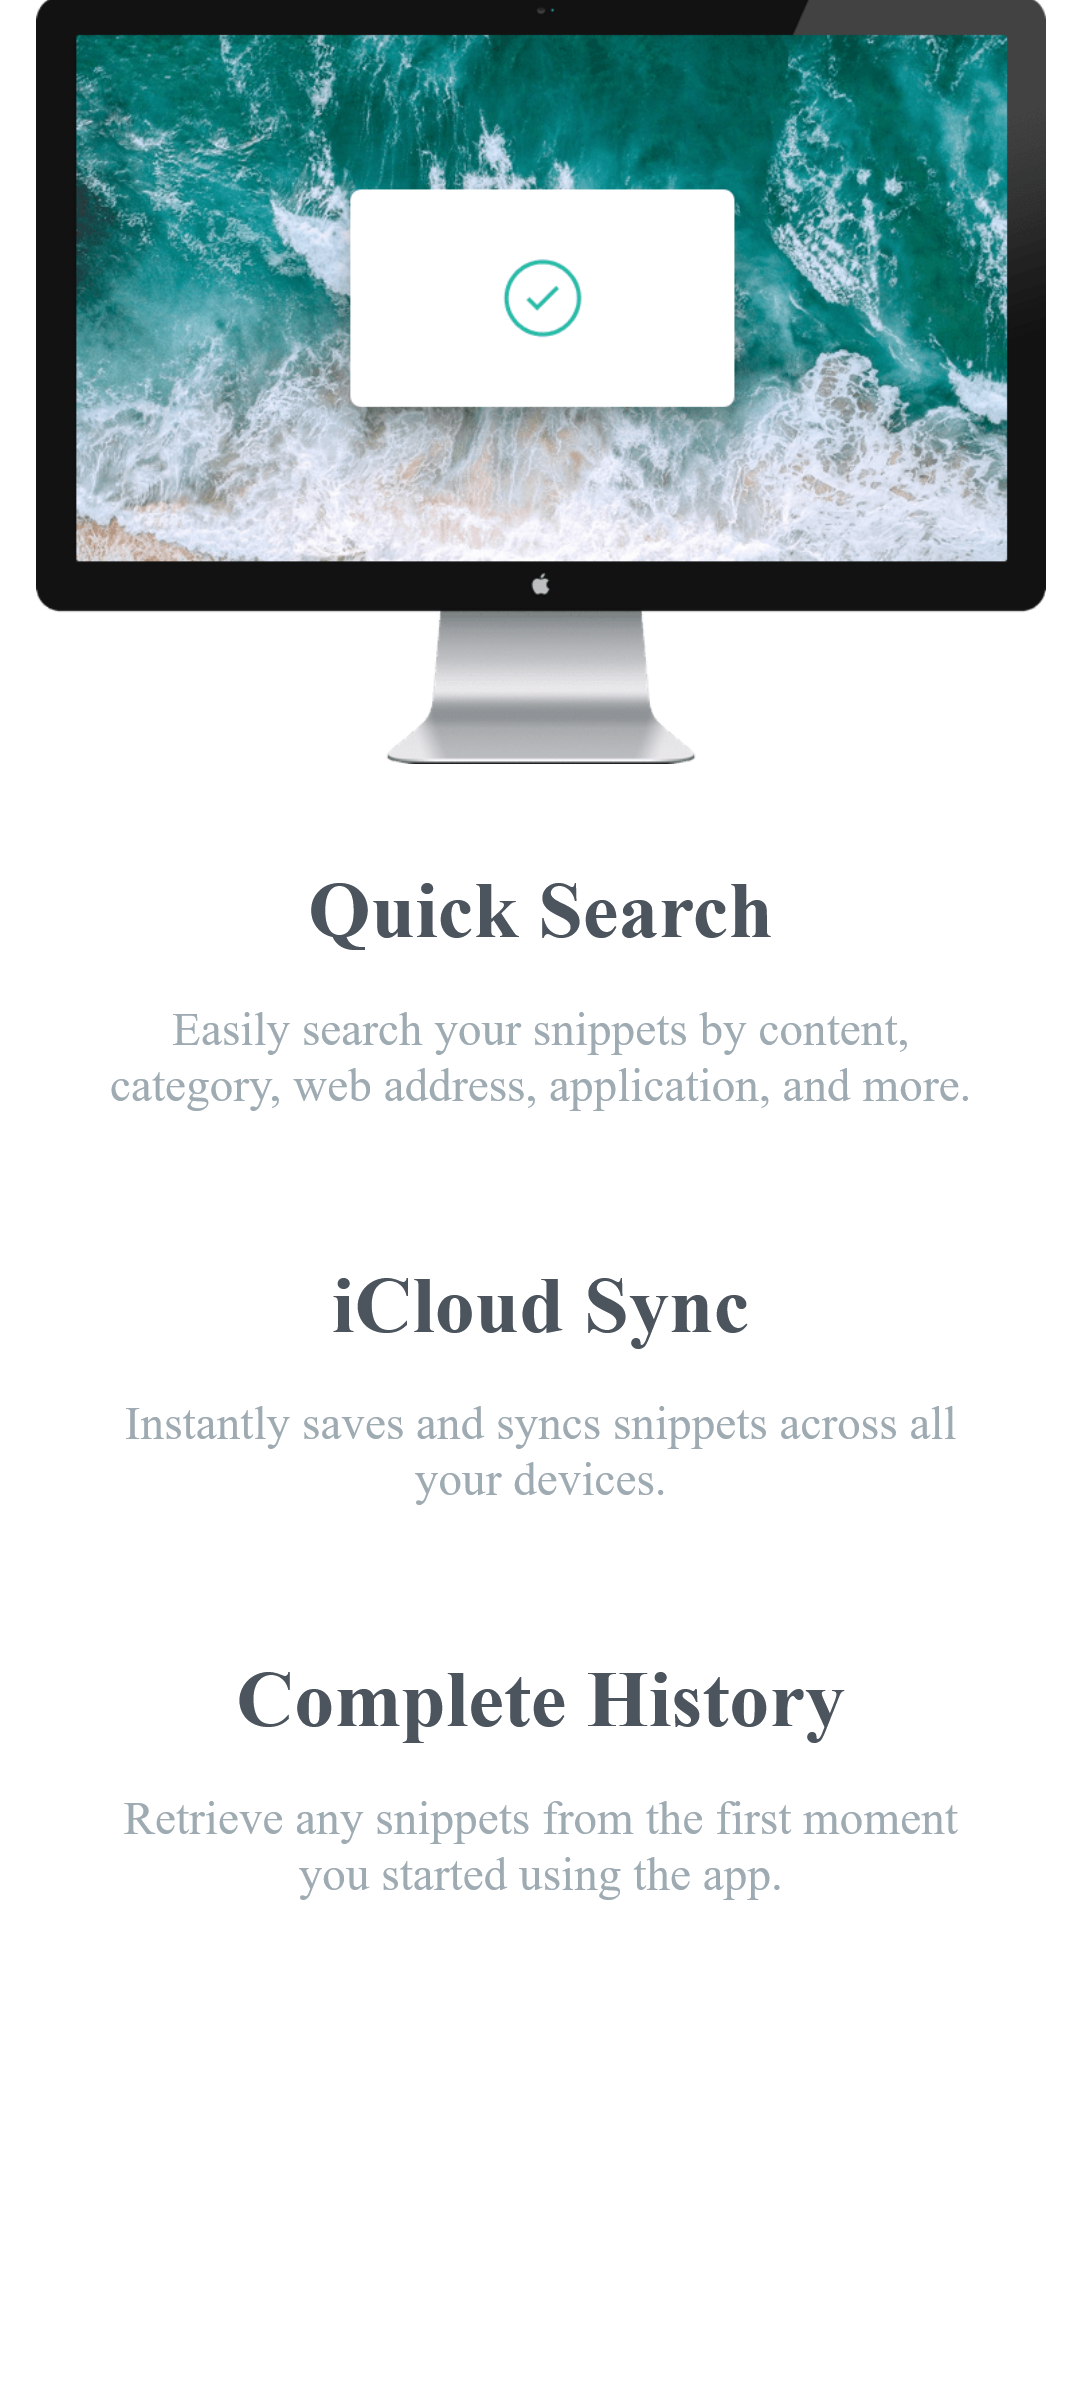 Quick Search
Easily search your snippets by content,
category, web address, application, and more.
iCloud Sync
Instantly saves and syncs snippets across all
your devices.
Complete History
Retrieve any snippets from the first moment
you started using the app.